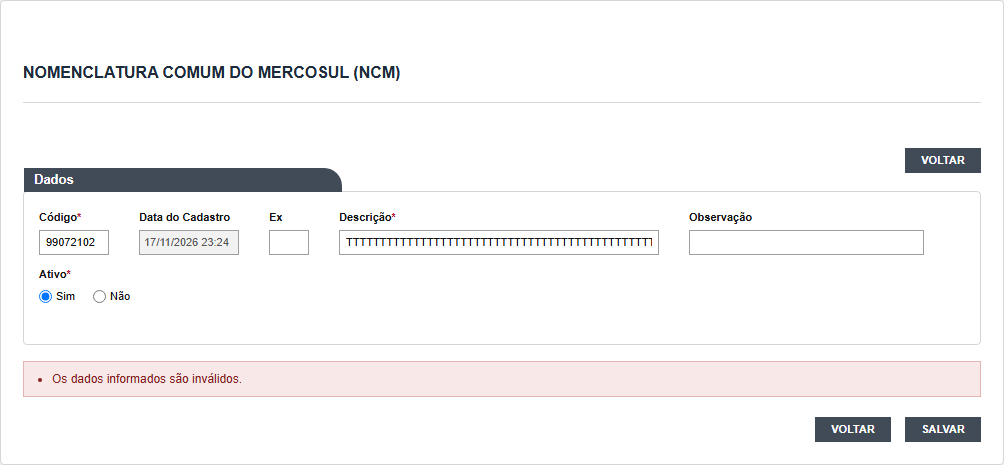 NOMENCLATURA COMUM DO MERCOSUL (NCM)
VOLTAR
Dados
Código* Data do Cadastro Ex Descrição* Observação
99072102 17/11/2026 23:24 TTTTTTTTTTTTTTTTTTTTTTTTTTTTTTTTTTTTTTTTTTTTTT
Ativo*
Sim Não
Os dados informados são inválidos.
VOLTAR SALVAR